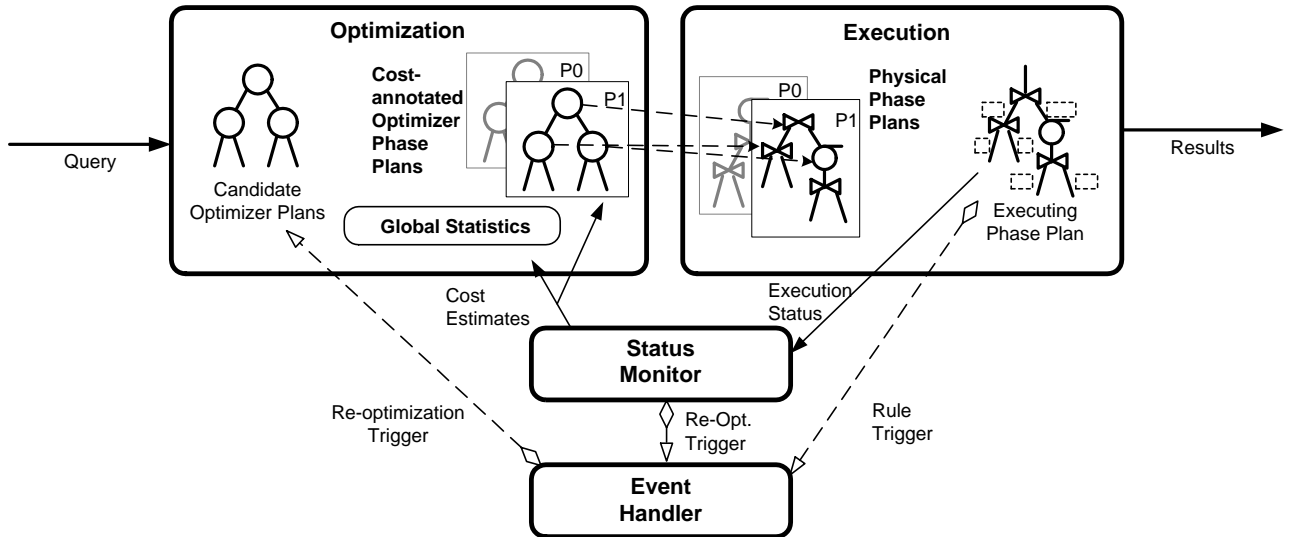 Optimization
Execution
Cost-
annotated
Optimizer
Phase
Plans
P0
P1
P0
P1
Physical
Phase
Plans
Query
Results
Candidate
Optimizer Plans
Global Statistics
Executing
Phase Plan
Cost
Estimates
Execution
Status
Status
Monitor
Re-optimization
Trigger
Re-Opt.
Trigger
Rule
Trigger
Event
Handler